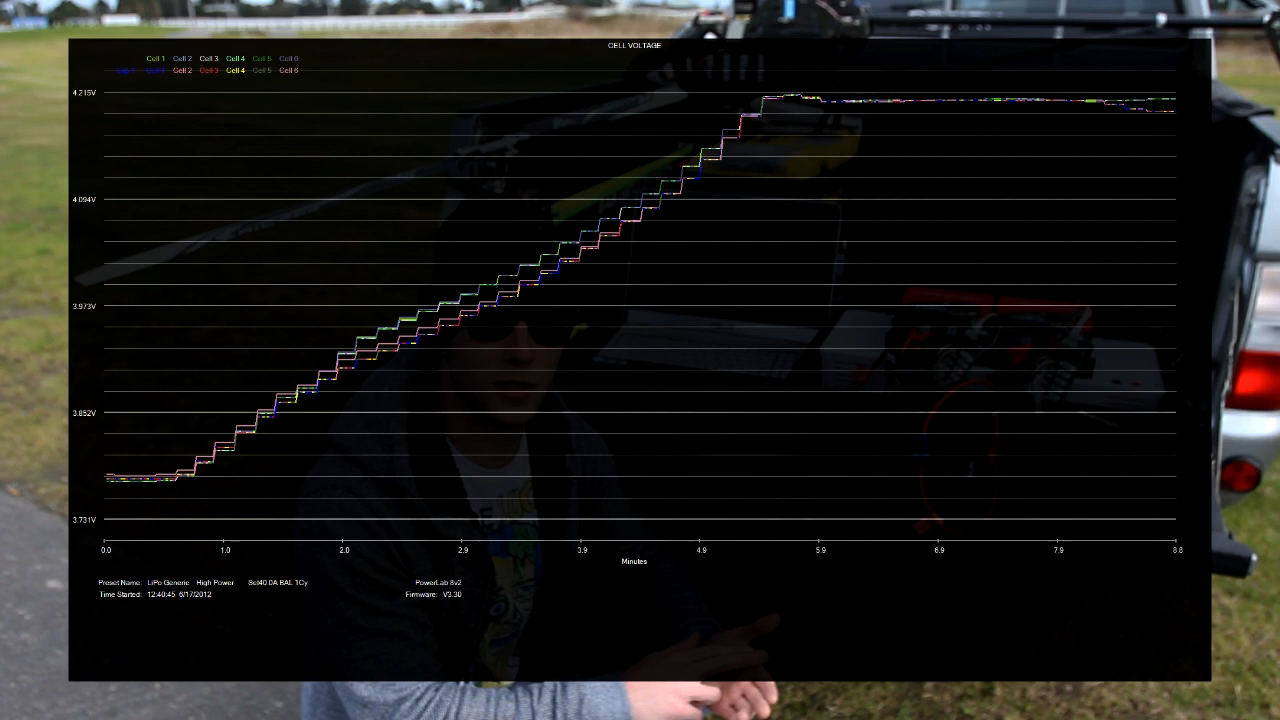 CELL VOLTAGE
Cell 1 Cell 2 Cell 3 Cell 4 Cell 5 Cell 6
Cell 1 Cell 2 Cell 3 Cell 4 Cell 5 Cell 6
4.215V
4.094V
3.973V
3.852V
3.731V
0.0 1.0 2.0 2.9 3.9 4.9 5.9 6.9 7.9 8.8
Minutes
Preset Name: LiPo Generic High Power Set40.0A BAL 1Cy PowerLab 8v2
Time Started: 12:40:45 6/17/2012 Firmware: V3.30